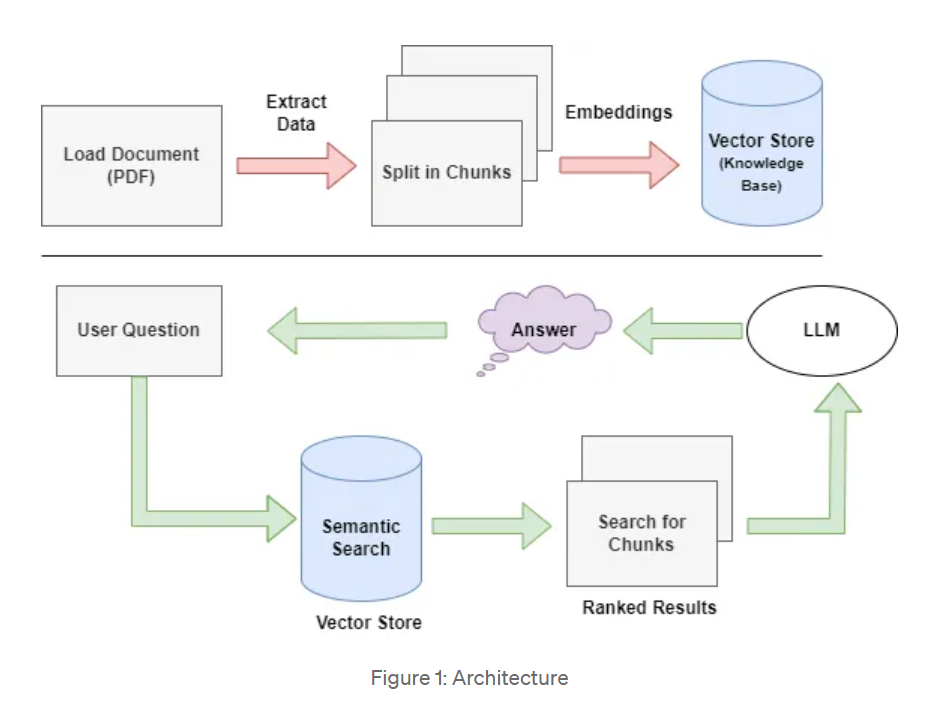 Extract
Data
Load Document
(PDF)
Split in Chunks
Embeddings
Vector Store
(Knowledge
Base)
User Question
Answer
LLM
Semantic
Search
Vector Store
Search for
Chunks
Ranked Results
Figure 1: Architecture